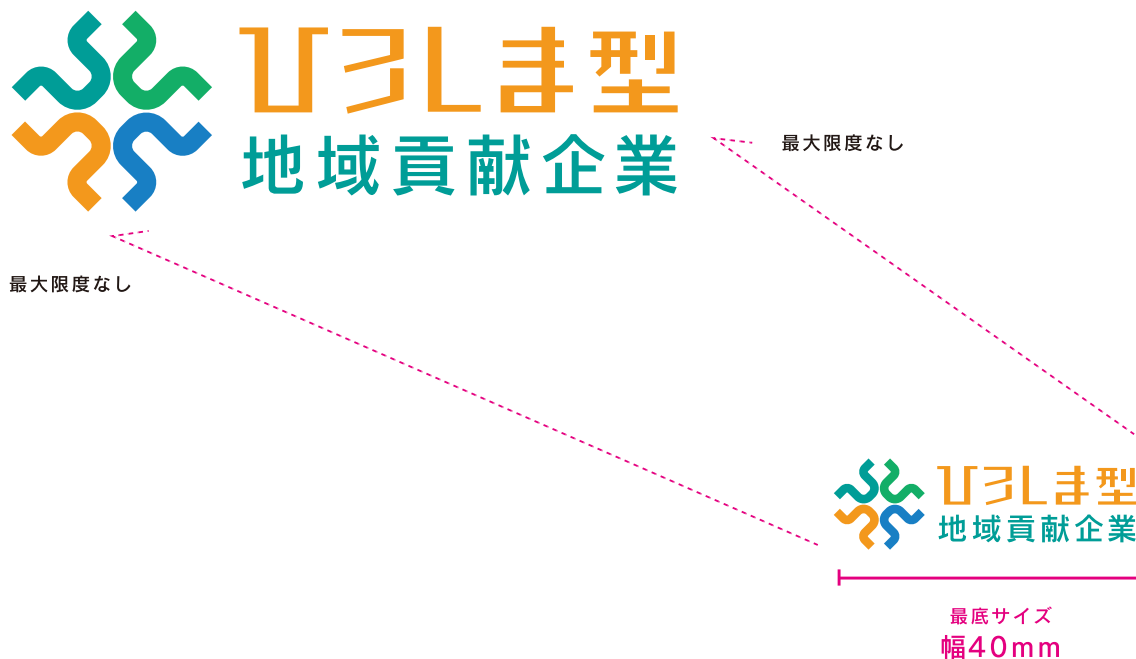 ひろしま型
地域貢献企業
最大限度なし
最大限度なし
ひろしま型
地域貢献企業
最底サイズ
幅40mm